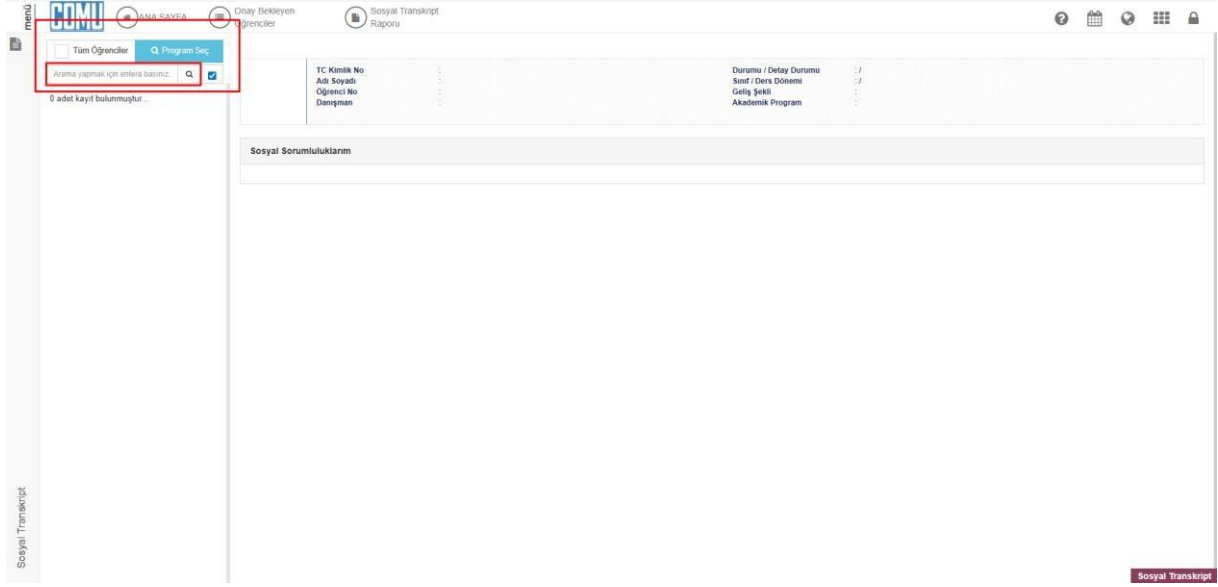 menü
COMU
ANA SAYFA
Onay Bekleyen
Öğrenciler
Sosyal Transkript
Raporu
Tüm Öğrenciler
Program Seç
Arama yapmak için entera basınız.
0 adet kayıt bulunmuştur...
TC Kimlik No :
Adı Soyadı :
Öğrenci No :
Danışman :
Durumu / Detay Durumu : /
Sınıf / Ders Dönemi : /
Geliş Şekli :
Akademik Program :
Sosyal Sorumluluklarım
Sosyal Transkript
Sosyal Transkript